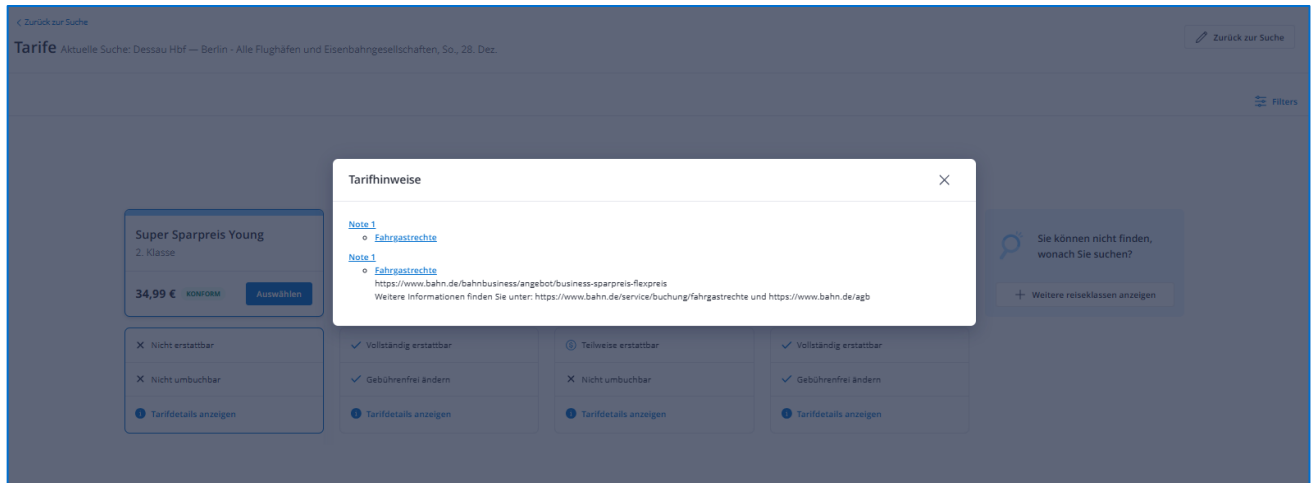 Zurück zur Suche
Tarife Aktuelle Suche: Dessau Hbf — Berlin - Alle Flughäfen und Eisenbahngesellschaften, So., 28. Dez.
Zurück zur Suche
Filters
Tarifhinweise
Note 1
Fahrgastrechte
Note 1
Fahrgastrechte
https://www.bahn.de/bahnbusiness/angebot/business-sparpreis-flexpreis
Weitere Informationen finden Sie unter: https://www.bahn.de/service/buchung/fahrgastrechte und https://www.bahn.de/agb
Super Sparpreis Young
2. Klasse
34,99 € KONFORM Auswählen
Nicht erstattbar
Nicht umbuchbar
Tarifdetails anzeigen
Vollständig erstattbar
Gebührenfrei ändern
Tarifdetails anzeigen
Teilweise erstattbar
Nicht umbuchbar
Tarifdetails anzeigen
Vollständig erstattbar
Gebührenfrei ändern
Tarifdetails anzeigen
Sie können nicht finden,
wonach Sie suchen?
Weitere reiseklassen anzeigen